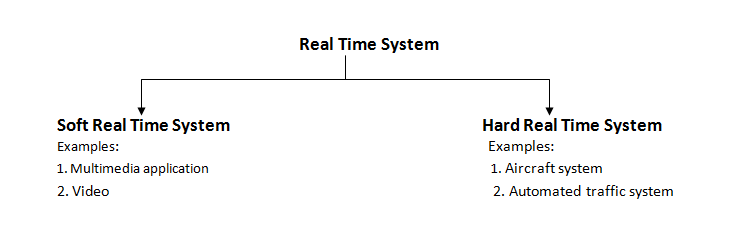 Real Time System
Soft Real Time System
Examples:
1. Multimedia application
2. Video
Hard Real Time System
Examples:
1. Aircraft system
2. Automated traffic system